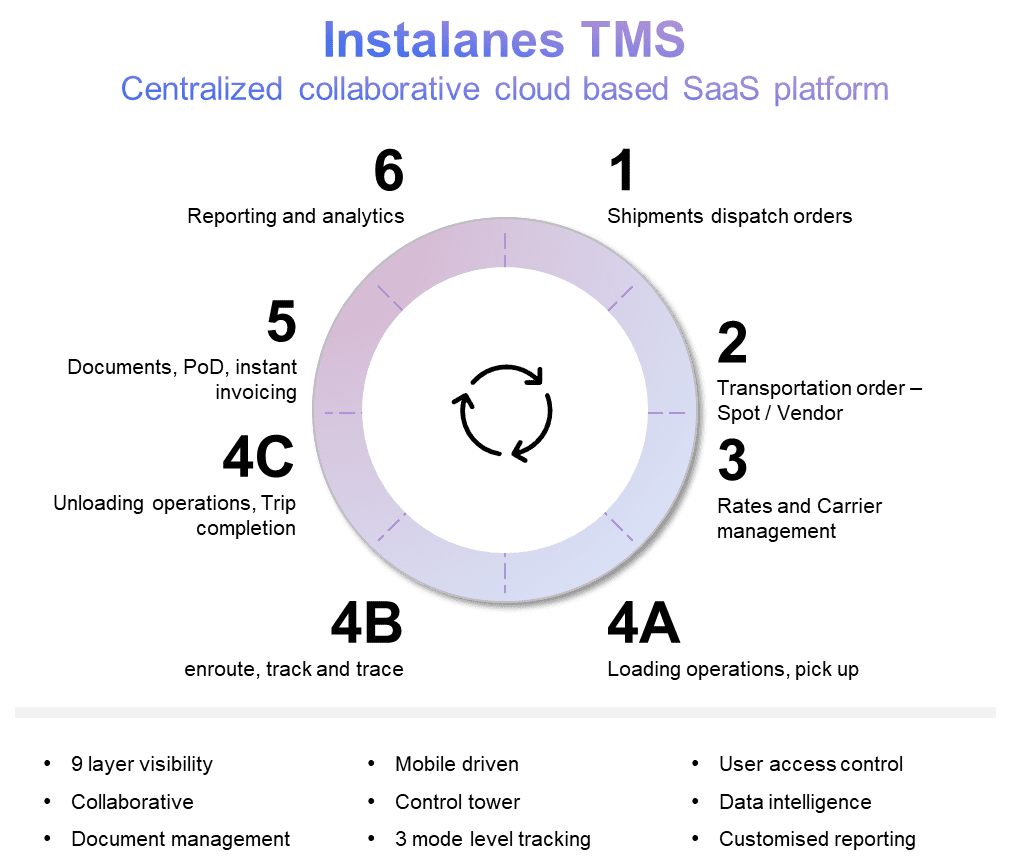 Instalanes TMS
Centralized collaborative cloud based SaaS platform
1
Shipments dispatch orders
2
Transportation order –
Spot / Vendor
3
Rates and Carrier
management
4A
Loading operations, pick up
4B
enroute, track and trace
4C
Unloading operations, Trip
completion
5
Documents, PoD, instant
invoicing
6
Reporting and analytics
• 9 layer visibility
• Collaborative
• Document management
• Mobile driven
• Control tower
• 3 mode level tracking
• User access control
• Data intelligence
• Customised reporting